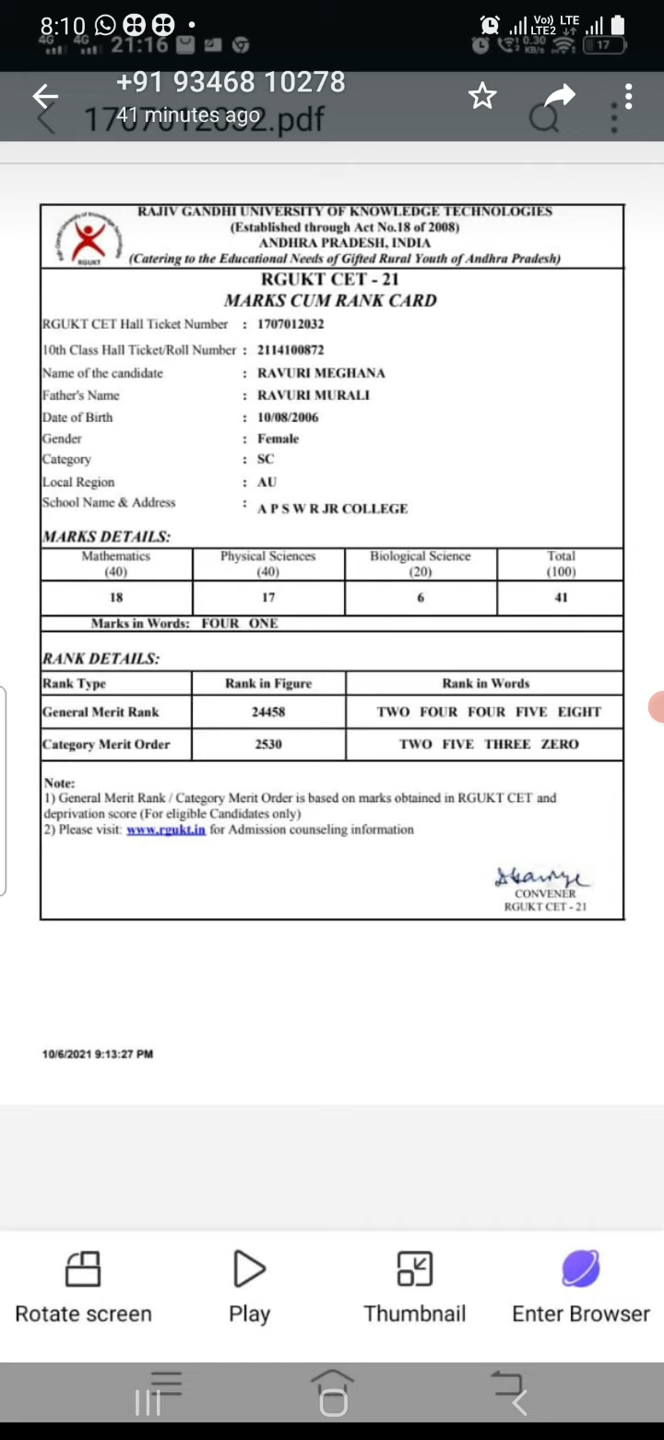 8:10
Vo)) LTE
LTE2
4G 4G 21:16
0.30
KB/s
17
+91 93468 10278
41 minutes ago
1707012032.pdf
RAJIV GANDHI UNIVERSITY OF KNOWLEDGE TECHNOLOGIES
(Established through Act No.18 of 2008)
ANDHRA PRADESH, INDIA
(Catering to the Educational Needs of Gifted Rural Youth of Andhra Pradesh)
RGUKT
RGUKT CET - 21
MARKS CUM RANK CARD
RGUKT CET Hall Ticket Number : 1707012032
10th Class Hall Ticket/Roll Number : 2114100872
Name of the candidate : RAVURI MEGHANA
Father's Name : RAVURI MURALI
Date of Birth : 10/08/2006
Gender : Female
Category : SC
Local Region : AU
School Name & Address : A P S W R JR COLLEGE
MARKS DETAILS:
Mathematics Physical Sciences Biological Science Total
(40) (40) (20) (100)
18 17 6 41
Marks in Words: FOUR ONE
RANK DETAILS:
Rank Type Rank in Figure Rank in Words
General Merit Rank 24458 TWO FOUR FOUR FIVE EIGHT
Category Merit Order 2530 TWO FIVE THREE ZERO
Note:
1) General Merit Rank / Category Merit Order is based on marks obtained in RGUKT CET and
deprivation score (For eligible Candidates only)
2) Please visit: www.rgukt.in for Admission counseling information
CONVENER
RGUKT CET - 21
10/6/2021 9:13:27 PM
Rotate screen Play Thumbnail Enter Browser